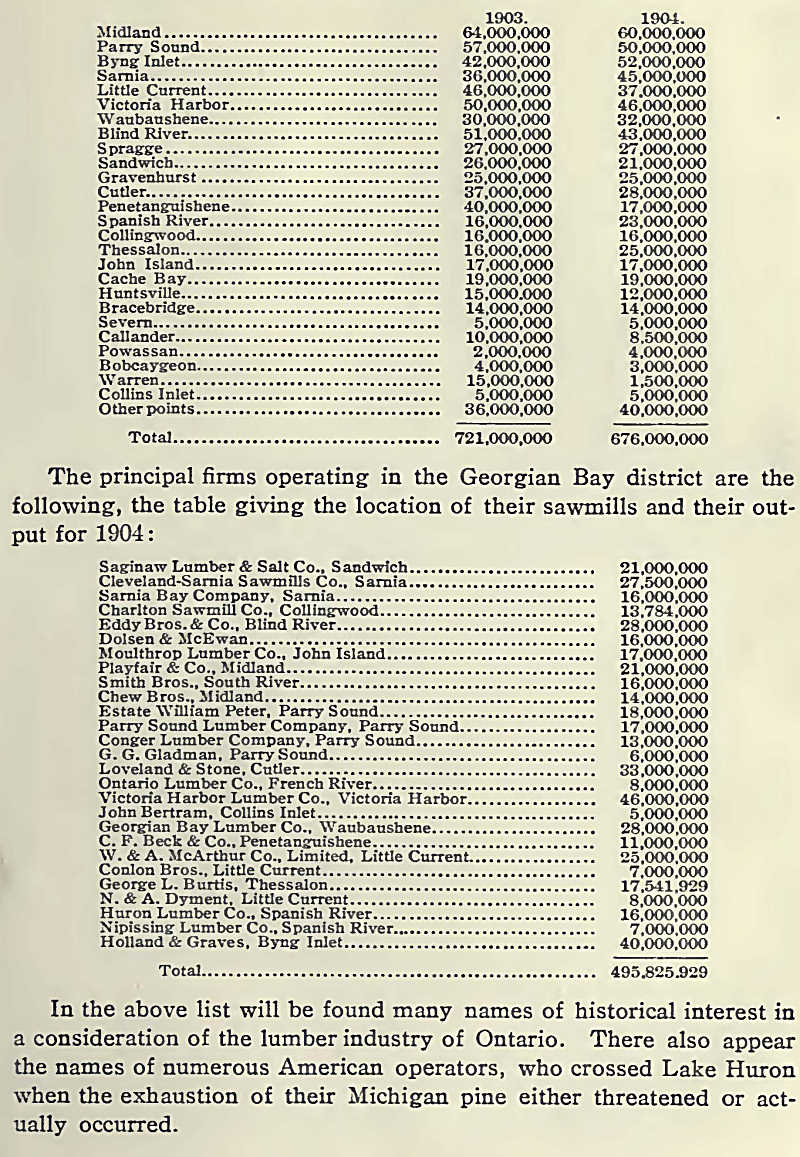 1903. 1904.
Midland 64,000,000 60,000,000
Parry Sound 57,000,000 50,000,000
Byng Inlet 42,000,000 52,000,000
Sarnia 36,000,000 45,000,000
Little Current 46,000,000 37,000,000
Victoria Harbor 50,000,000 46,000,000
Waubaushene 30,000,000 32,000,000
Blind River 51,000,000 43,000,000
Spragge 27,000,000 27,000,000
Sandwich 26,000,000 21,000,000
Gravenhurst 25,000,000 25,000,000
Cutler 37,000,000 28,000,000
Penetanguishene 40,000,000 17,000,000
Spanish River 16,000,000 23,000,000
Collingwood 16,000,000 16,000,000
Thessalon 16,000,000 25,000,000
John Island 17,000,000 17,000,000
Cache Bay 19,000,000 19,000,000
Huntsville 15,000,000 12,000,000
Bracebridge 14,000,000 14,000,000
Severn 5,000,000 5,000,000
Callander 10,000,000 8,500,000
Powassan 2,000,000 4,000,000
Bobcaygeon 4,000,000 3,000,000
Warren 15,000,000 1,500,000
Collins Inlet 5,000,000 5,000,000
Other points 36,000,000 40,000,000
Total 721,000,000 676,000,000
The principal firms operating in the Georgian Bay district are the
following, the table giving the location of their sawmills and their out-
put for 1904:
Saginaw Lumber & Salt Co., Sandwich 21,000,000
Cleveland-Sarnia Sawmills Co., Sarnia 27,500,000
Sarnia Bay Company, Sarnia 16,000,000
Charlton Sawmill Co., Collingwood 13,784,000
Eddy Bros. & Co., Blind River 28,000,000
Dolsen & McEwan 16,000,000
Moulthrop Lumber Co., John Island 17,000,000
Playfair & Co., Midland 21,000,000
Smith Bros., South River 16,000,000
Chew Bros., Midland 14,000,000
Estate William Peter, Parry Sound 18,000,000
Parry Sound Lumber Company, Parry Sound 17,000,000
Conger Lumber Company, Parry Sound 13,000,000
G. G. Gladman, Parry Sound 6,000,000
Loveland & Stone, Cutler 33,000,000
Ontario Lumber Co., French River 8,000,000
Victoria Harbor Lumber Co., Victoria Harbor 46,000,000
John Bertram, Collins Inlet 5,000,000
Georgian Bay Lumber Co., Waubaushene 28,000,000
C. F. Beck & Co., Penetanguishene 11,000,000
W. & A. McArthur Co., Limited, Little Current 25,000,000
Conlon Bros., Little Current 7,000,000
George L. Burtis, Thessalon 17,541,929
N. & A. Dyment, Little Current 8,000,000
Huron Lumber Co., Spanish River 16,000,000
Nipissing Lumber Co., Spanish River 7,000,000
Holland & Graves, Byng Inlet 40,000,000
Total 495,825,929
In the above list will be found many names of historical interest in
a consideration of the lumber industry of Ontario. There also appear
the names of numerous American operators, who crossed Lake Huron
when the exhaustion of their Michigan pine either threatened or act-
ually occurred.